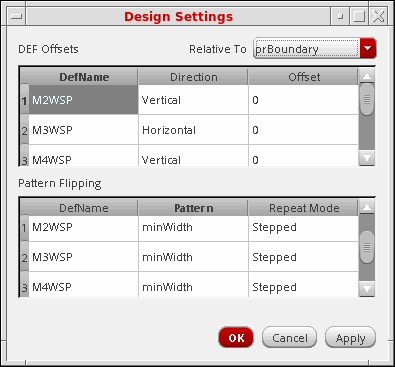 Design Settings
DEF Offsets Relative To prBoundary
DefName Direction Offset
1 M2WSP Vertical 0
2 M3WSP Horizontal 0
3 M4WSP Vertical 0
Pattern Flipping
DefName Pattern Repeat Mode
1 M2WSP minWidth Stepped
2 M3WSP minWidth Stepped
3 M4WSP minWidth Stepped
OK Cancel Apply